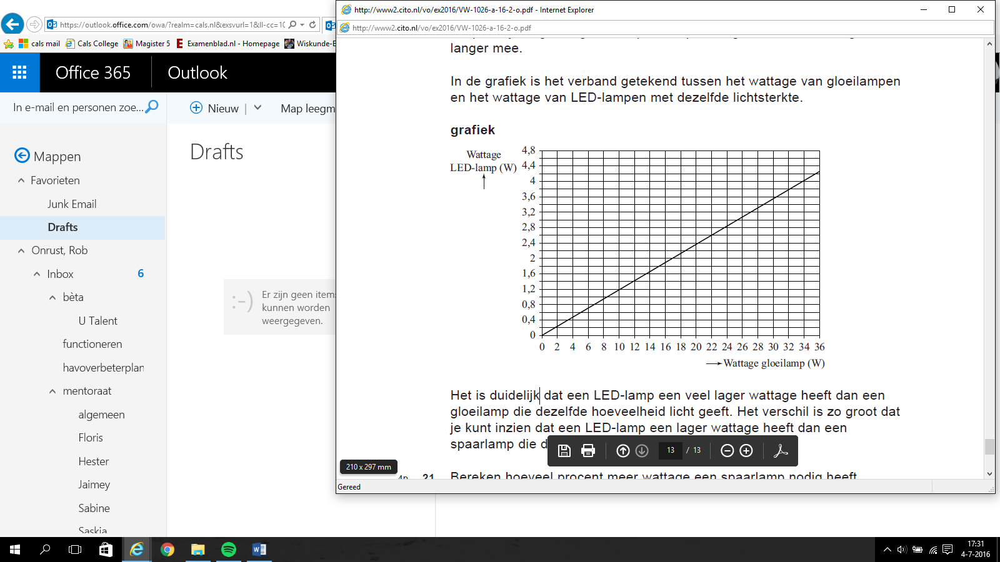 http://www2.cito.nl/vo/ex2016/VW-1026-a-16-2-o.pdf - Internet Explorer
https://outlook.office.com/owa/?realm=cals.nl&exsvurl=1&ll-cc=10
http://www2.cito.nl/vo/ex2016/VW-1026-a-16-2-o.pdf
cals mail
Cals College
Magister 5
Examenblad.nl - Homepage
Wiskunde-E
Office 365
Outlook
In e-mail en personen zoe...
Nieuw
Map leegm
Mappen
Favorieten
Junk Email
Drafts
Onrust, Rob
Inbox 6
bèta
U Talent
functioneren
havoverbeterplan
mentoraat
algemeen
Floris
Hester
Jaimey
Sabine
Saskia
Drafts
:-)
Er zijn geen items
kunnen worden
weergegeven.
langer mee.
In de grafiek is het verband getekend tussen het wattage van gloeilampen
en het wattage van LED-lampen met dezelfde lichtsterkte.
grafiek
Wattage
LED-lamp (W)
4,8
4,4
4
3,6
3,2
2,8
2,4
2
1,6
1,2
0,8
0,4
0
0 2 4 6 8 10 12 14 16 18 20 22 24 26 28 30 32 34 36
Wattage gloeilamp (W)
Het is duidelijk dat een LED-lamp een veel lager wattage heeft dan een
gloeilamp die dezelfde hoeveelheid licht geeft. Het verschil is zo groot dat
je kunt inzien dat een LED-lamp een lager wattage heeft dan een
spaarlamp die d
13 / 13
210 x 297 mm
4p 21 Bereken hoeveel procent meer wattage een spaarlamp nodig heeft
Gereed
17:31
4-7-2016